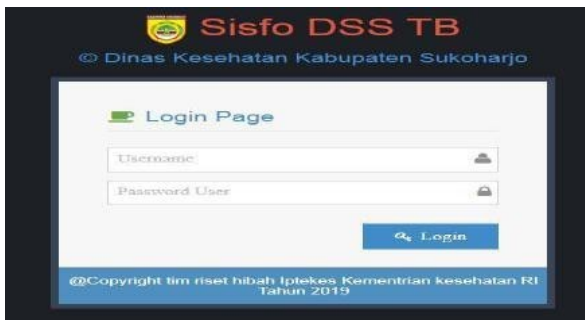 Sisfo DSS TB
© Dinas Kesehatan Kabupaten Sukoharjo
Login Page
Username
Password User
Login
@Copyright tim riset hibah Iptekes Kementrian kesehatan RI
Tahun 2019